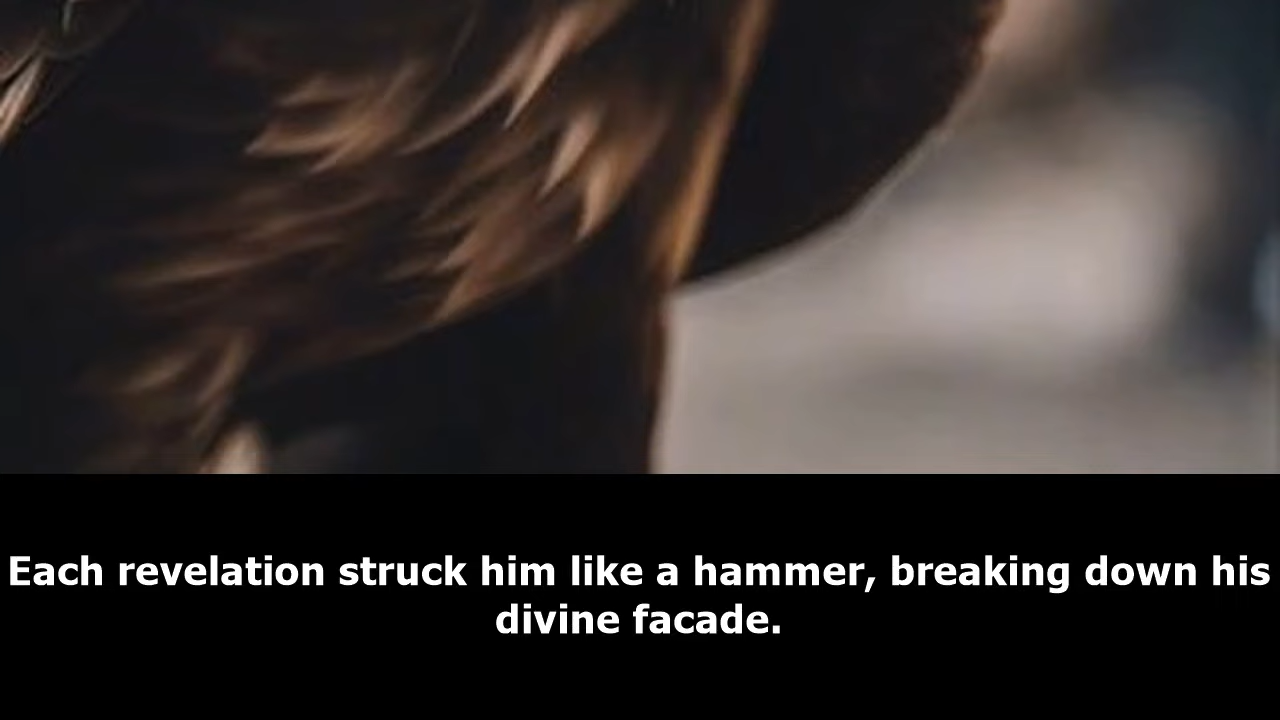 Each revelation struck him like a hammer, breaking down his
divine facade.